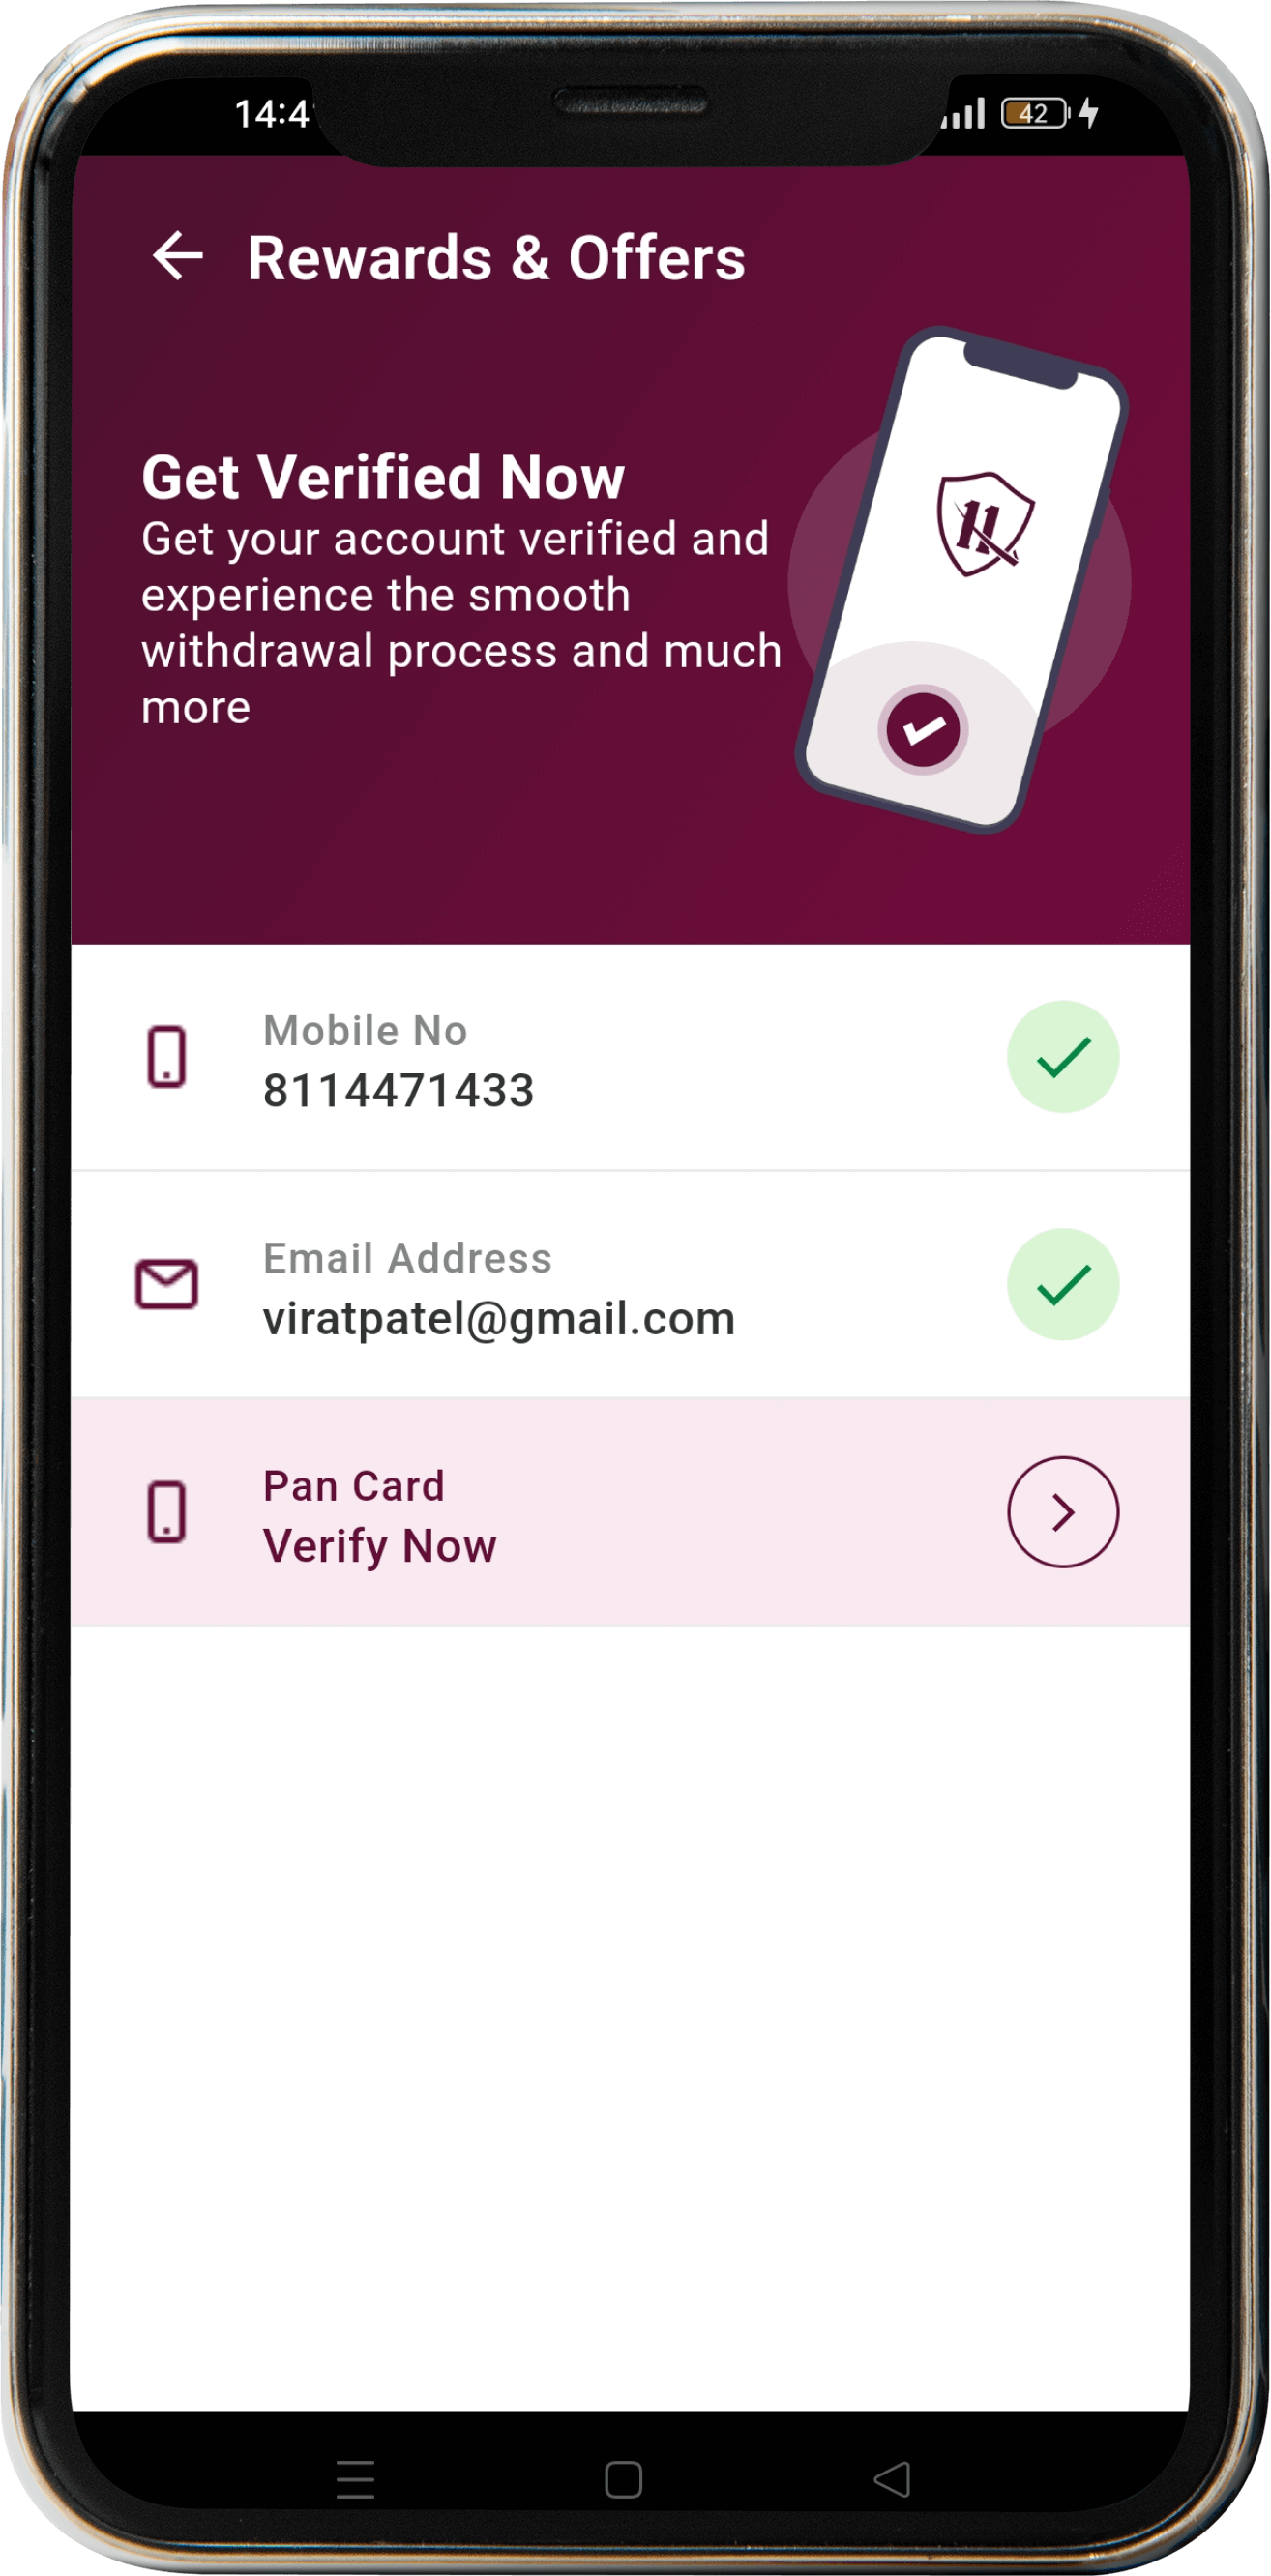 14:4
42
Rewards & Offers
Get Verified Now
Get your account verified and
experience the smooth
withdrawal process and much
more
Mobile No
8114471433
Email Address
viratpatel@gmail.com
Pan Card
Verify Now